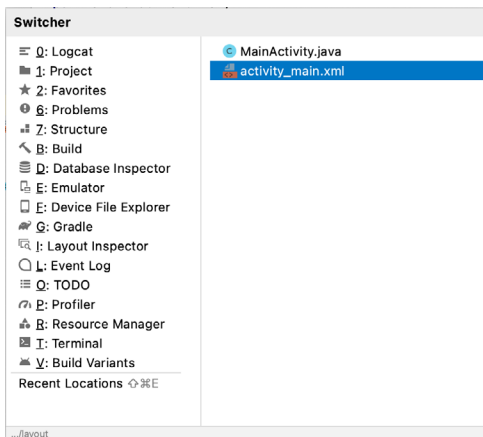 Switcher
0: Logcat
1: Project
2: Favorites
6: Problems
7: Structure
B: Build
D: Database Inspector
E: Emulator
F: Device File Explorer
G: Gradle
I: Layout Inspector
L: Event Log
O: TODO
P: Profiler
R: Resource Manager
T: Terminal
V: Build Variants
Recent Locations ⇧⌘E
C MainActivity.java
activity_main.xml
.../layout